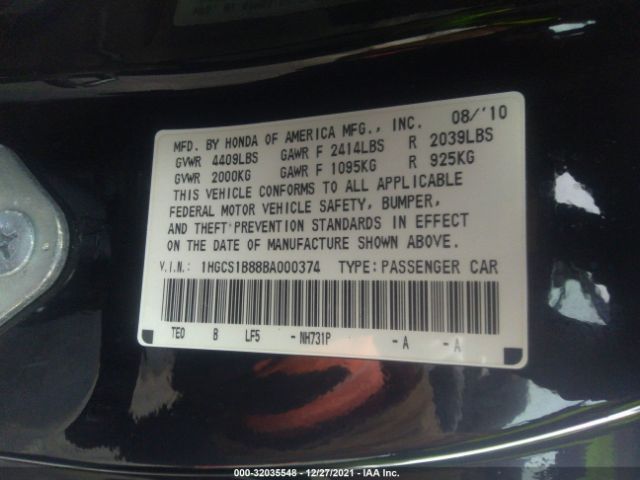 MFD. BY HONDA OF AMERICA MFG., INC. 08/'10
GVWR 4409LBS GAWR F 2414LBS R 2039LBS
GVWR 2000KG GAWR F 1095KG R 925KG
THIS VEHICLE CONFORMS TO ALL APPLICABLE
FEDERAL MOTOR VEHICLE SAFETY, BUMPER,
AND THEFT PREVENTION STANDARDS IN EFFECT
ON THE DATE OF MANUFACTURE SHOWN ABOVE.
V.I.N.: 1HGCS1B88BA000374 TYPE: PASSENGER CAR
TE0 B LF5 -NH731P -A -A
000-32035548 - 12/27/2021 - IAA Inc.